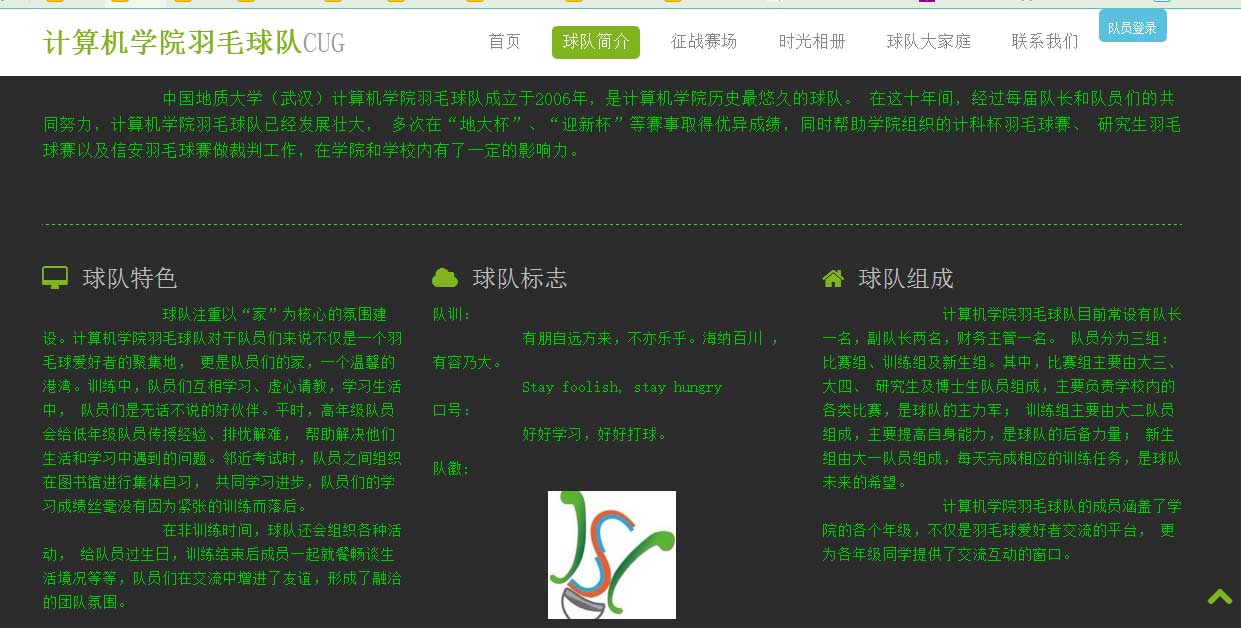 计算机学院羽毛球队CUG
首页 球队简介 征战赛场 时光相册 球队大家庭 联系我们 队员登录
中国地质大学（武汉）计算机学院羽毛球队成立于2006年，是计算机学院历史最悠久的球队。 在这十年间，经过每届队长和队员们的共
同努力，计算机学院羽毛球队已经发展壮大， 多次在“地大杯”、“迎新杯”等赛事取得优异成绩，同时帮助学院组织的计科杯羽毛球赛、 研究生羽毛
球赛以及信安羽毛球赛做裁判工作，在学院和学校内有了一定的影响力。
球队特色
球队注重以“家”为核心的氛围建
设。计算机学院羽毛球队对于队员们来说不仅是一个羽
毛球爱好者的聚集地， 更是队员们的家，一个温馨的
港湾。训练中，队员们互相学习、虚心请教，学习生活
中， 队员们是无话不说的好伙伴。平时，高年级队员
会给低年级队员传授经验、排忧解难， 帮助解决他们
生活和学习中遇到的问题。邻近考试时，队员之间组织
在图书馆进行集体自习， 共同学习进步，队员们的学
习成绩丝毫没有因为紧张的训练而落后。
在非训练时间，球队还会组织各种活
动， 给队员过生日，训练结束后成员一起就餐畅谈生
活境况等等，队员们在交流中增进了友谊，形成了融洽
的团队氛围。
球队标志
队训：
有朋自远方来，不亦乐乎。海纳百川 ，
有容乃大。
Stay foolish, stay hungry
口号：
好好学习，好好打球。
队徽：
球队组成
计算机学院羽毛球队目前常设有队长
一名，副队长两名，财务主管一名。 队员分为三组：
比赛组、训练组及新生组。其中，比赛组主要由大三、
大四、 研究生及博士生队员组成，主要负责学校内的
各类比赛，是球队的主力军； 训练组主要由大二队员
组成，主要提高自身能力，是球队的后备力量； 新生
组由大一队员组成，每天完成相应的训练任务，是球队
未来的希望。
计算机学院羽毛球队的成员涵盖了学
院的各个年级，不仅是羽毛球爱好者交流的平台， 更
为各年级同学提供了交流互动的窗口。